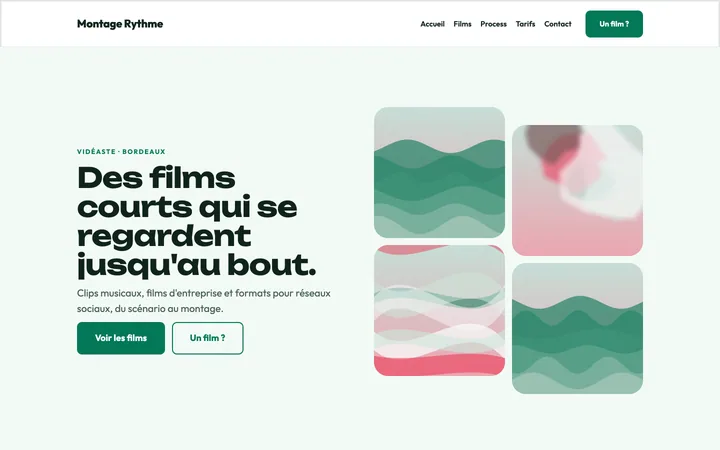 Montage Rythme
Accueil Films Process Tarifs Contact Un film ?
VIDÉASTE · BORDEAUX
Des films
courts qui se
regardent
jusqu'au bout.
Clips musicaux, films d'entreprise et formats pour réseaux
sociaux, du scénario au montage.
Voir les films Un film ?